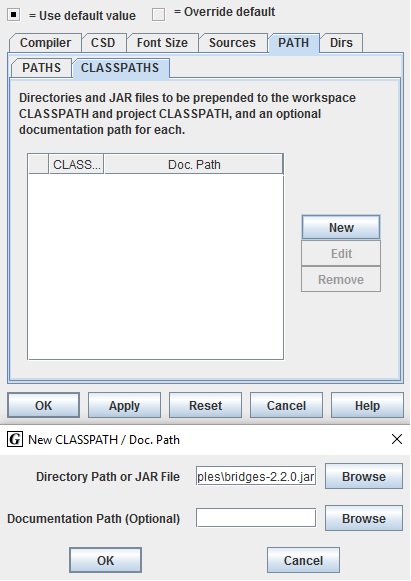 = Use default value
= Override default
Compiler CSD Font Size Sources PATH Dirs
PATHS CLASSPATHS
Directories and JAR files to be prepended to the workspace
CLASSPATH and project CLASSPATH, and an optional
documentation path for each.
CLASS... Doc. Path
New
Edit
Remove
OK Apply Reset Cancel Help
G New CLASSPATH / Doc. Path
Directory Path or JAR File ples\bridges-2.2.0.jar Browse
Documentation Path (Optional) Browse
OK Cancel